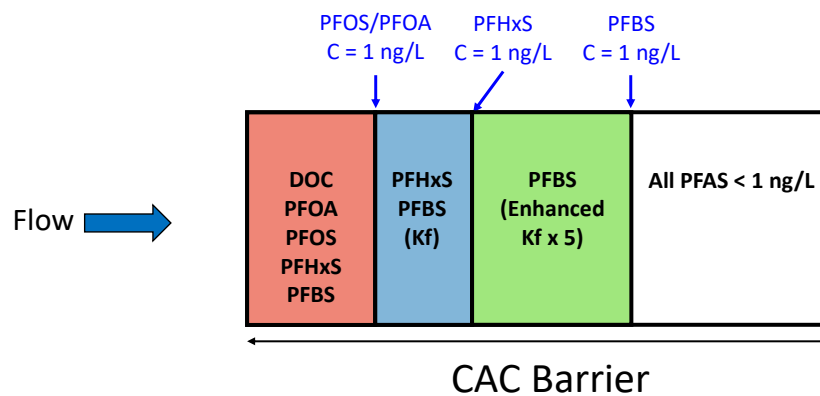 PFOS/PFOA
C = 1 ng/L
PFHxS
C = 1 ng/L
PFBS
C = 1 ng/L
Flow
DOC
PFOA
PFOS
PFHxS
PFBS
PFHxS
PFBS
(Kf)
PFBS
(Enhanced
Kf x 5)
All PFAS < 1 ng/L
CAC Barrier